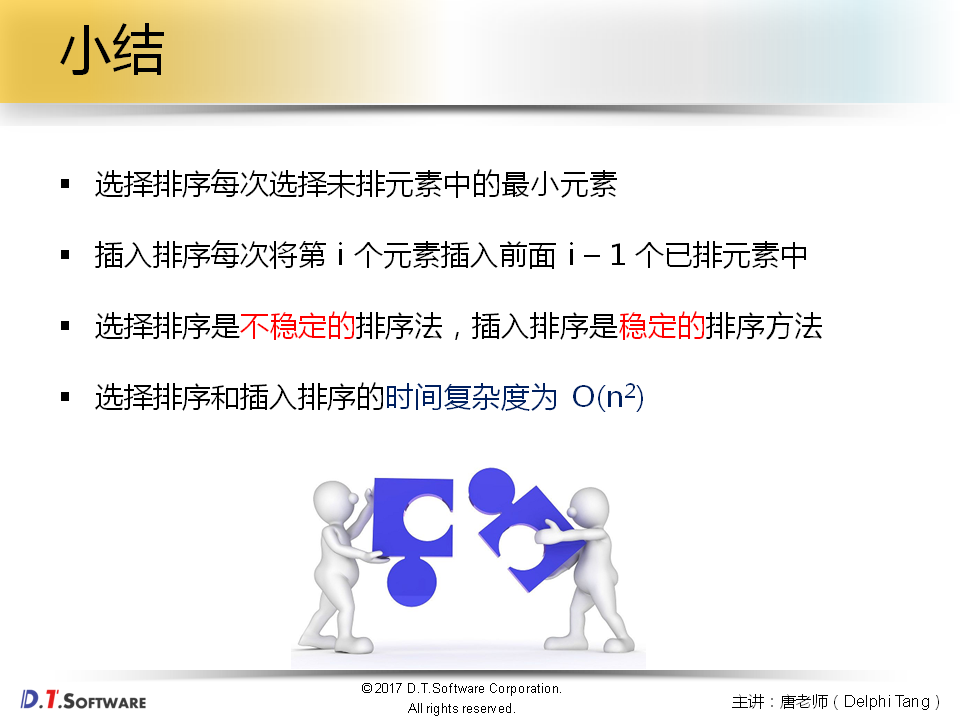 小结
▪ 选择排序每次选择未排元素中的最小元素
▪ 插入排序每次将第 i 个元素插入前面 i – 1 个已排元素中
▪ 选择排序是不稳定的排序法，插入排序是稳定的排序方法
▪ 选择排序和插入排序的时间复杂度为 O(n²)
D.T.SOFTWARE
©2017 D.T.Software Corporation.
All rights reserved.
主讲：唐老师（Delphi Tang）